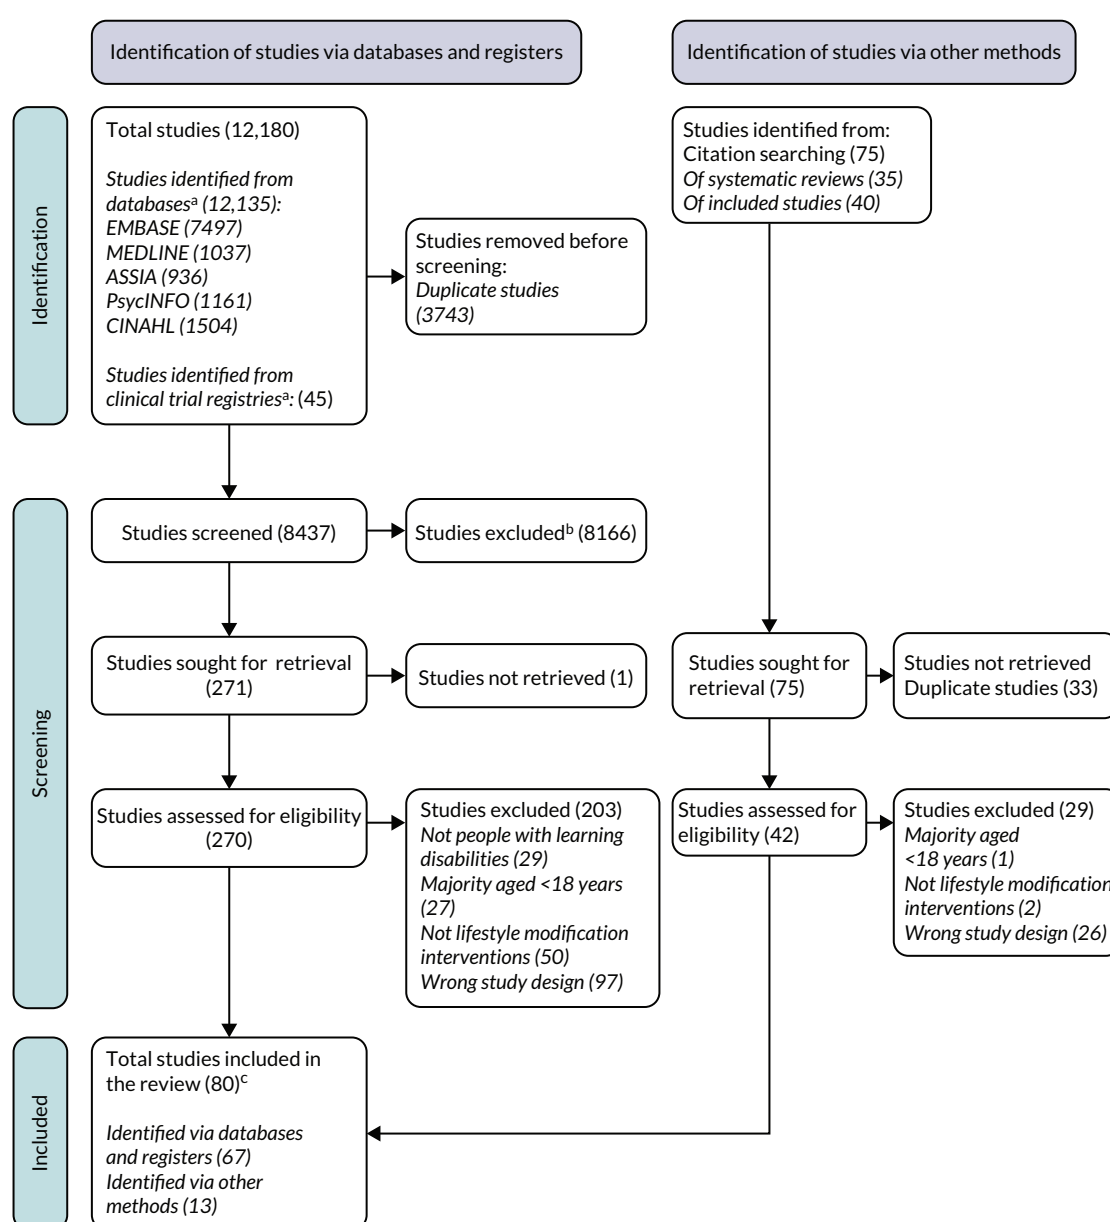 Identification of studies via databases and registers
Identification of studies via other methods
Identification
Total studies (12,180)
Studies identified from
databasesᵃ (12,135):
EMBASE (7497)
MEDLINE (1037)
ASSIA (936)
PsycINFO (1161)
CINAHL (1504)
Studies identified from
clinical trial registriesᵃ: (45)
Studies removed before
screening:
Duplicate studies
(3743)
Studies identified from:
Citation searching (75)
Of systematic reviews (35)
Of included studies (40)
Screening
Studies screened (8437)
Studies excludedᵇ (8166)
Studies sought for retrieval
(271)
Studies not retrieved (1)
Studies sought for
retrieval (75)
Studies not retrieved
Duplicate studies (33)
Studies assessed for eligibility
(270)
Studies excluded (203)
Not people with learning
disabilities (29)
Majority aged <18 years
(27)
Not lifestyle modification
interventions (50)
Wrong study design (97)
Studies assessed for
eligibility (42)
Studies excluded (29)
Majority aged
<18 years (1)
Not lifestyle modification
interventions (2)
Wrong study design (26)
Included
Total studies included in
the review (80)ᶜ
Identified via databases
and registers (67)
Identified via other
methods (13)